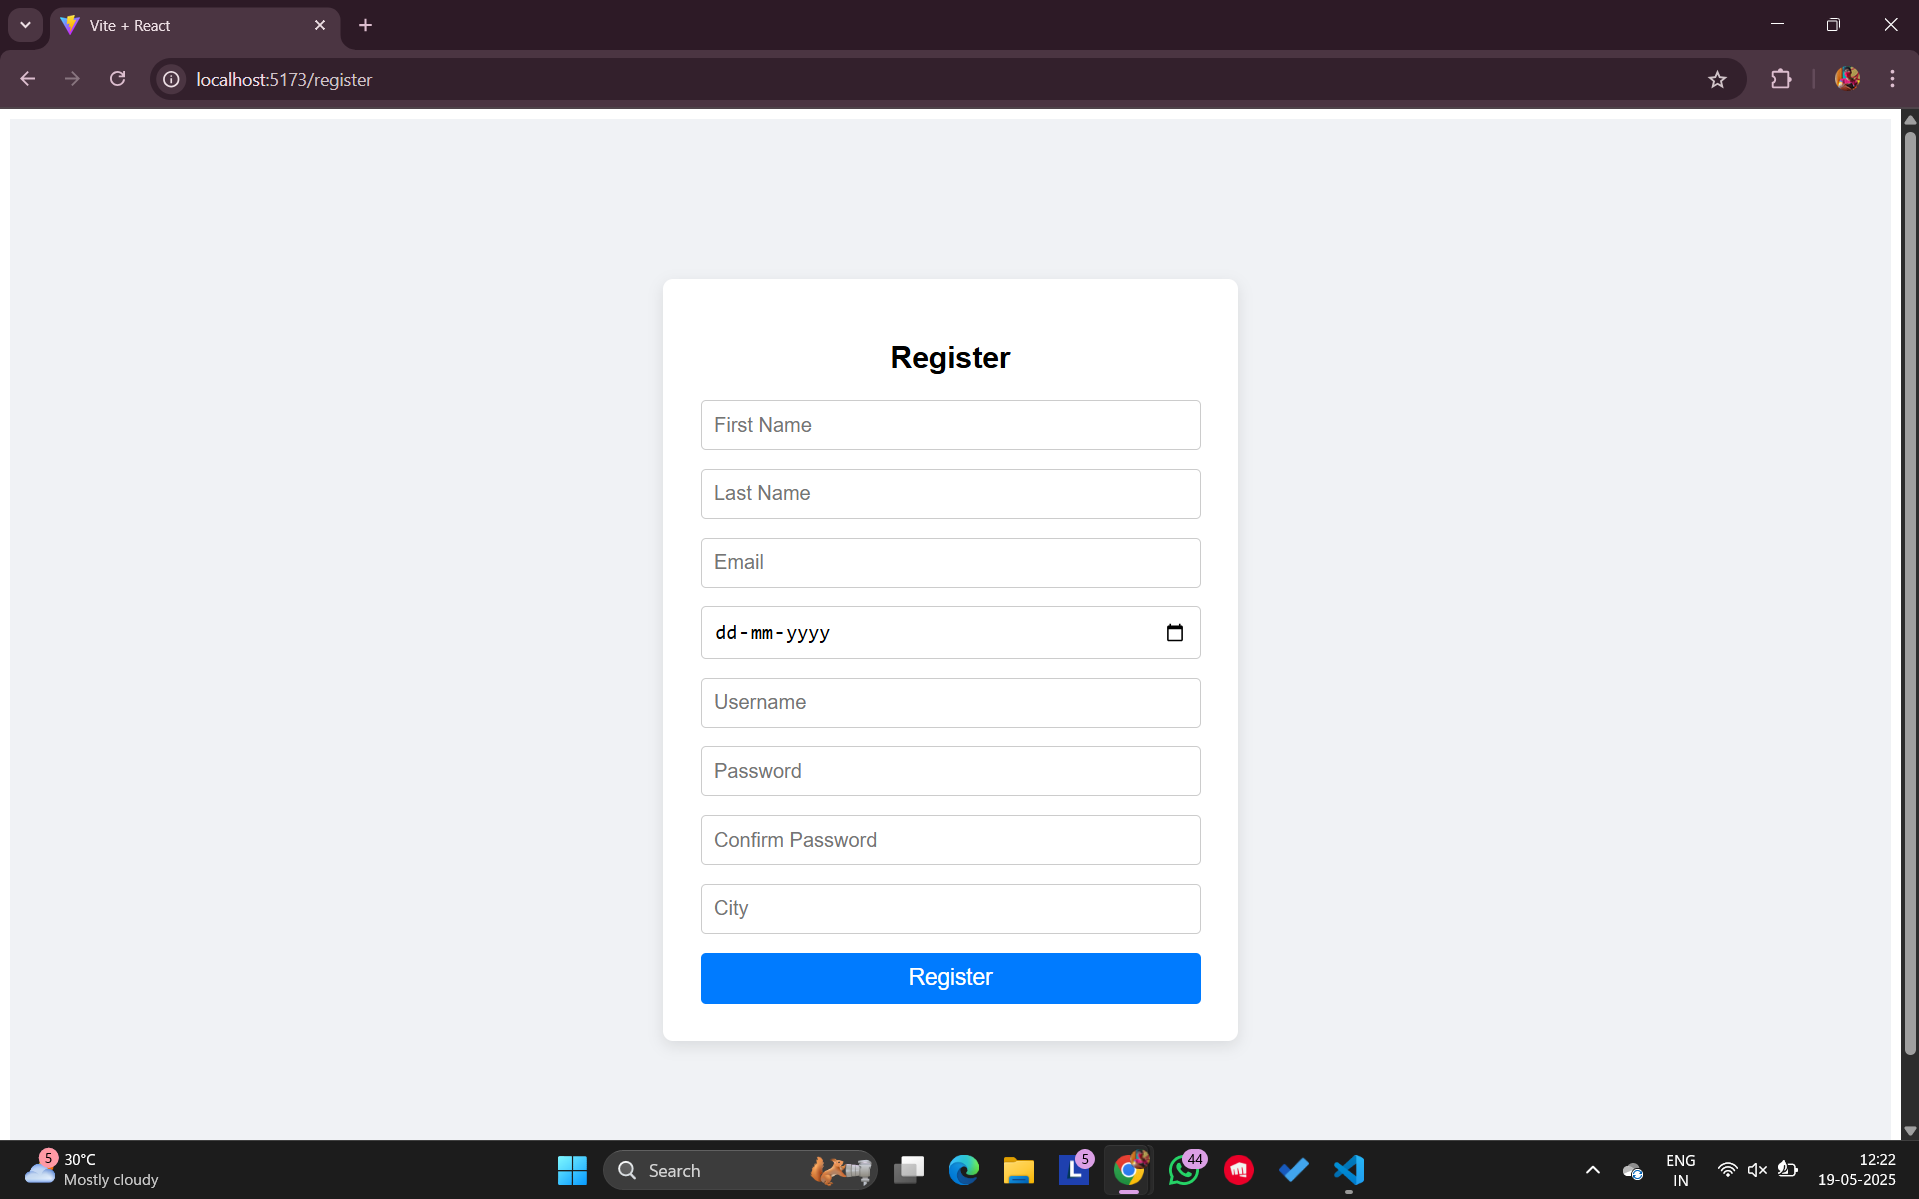 Vite + React
localhost:5173/register
Register
First Name
Last Name
Email
dd-mm-yyyy
Username
Password
Confirm Password
City
Register
5
30°C
Mostly cloudy
Search
L
5
44
ENG
IN
12:22
19-05-2025